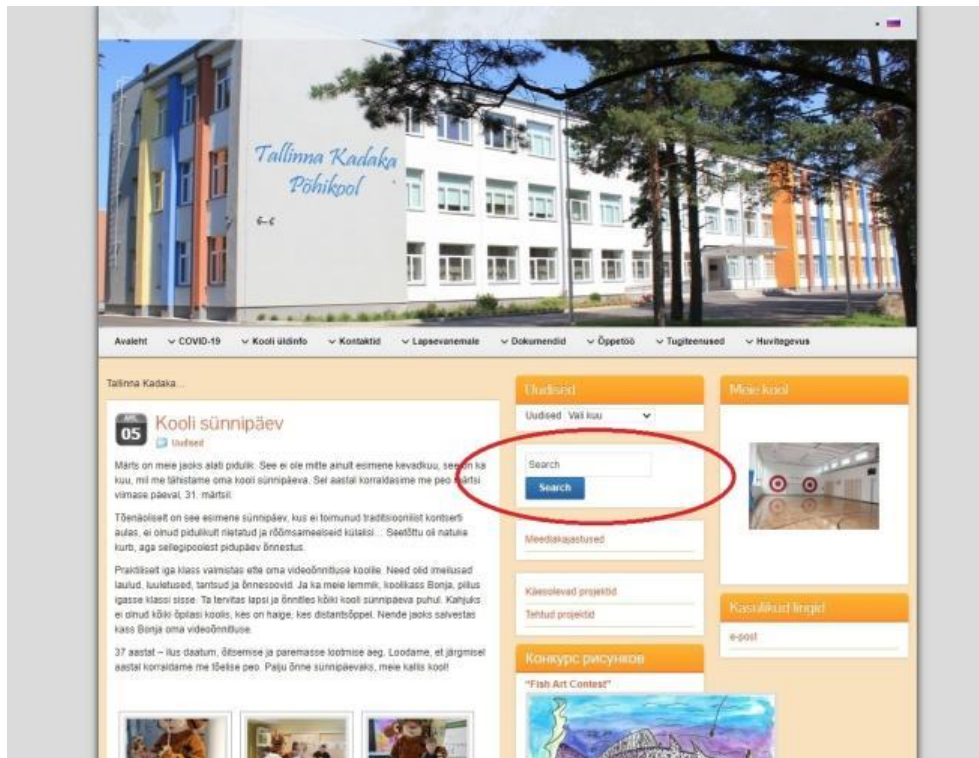 Tallinna Kadaka
Põhikool
Avaleht
COVID-19
Kooli üldinfo
Kontaktid
Lapsevanemale
Dokumendid
Õppetöö
Tugiteenused
Huvitegevus
Tallinna Kadaka...
05
Kooli sünnipäev
Uudised
Märts on meie jaoks alati pidulik. See ei ole mitte ainult esimene kevadkuu, see on ka
kuu, mil me tähistame oma kooli sünnipäeva. Sel aastal korraldasime me peo märtsi
viimase päeval, 31. märtsil.
Tõenäoliselt on see esimene sünnipäev, kus ei toimunud traditsioonilist kontserti
aulas, ei olnud pidulikult riietatud ja rõõmsameelseid külalisi... Seetõttu oli natuke
kurb, aga sellegipoolest pidupäev õnnestus.
Praktiliselt iga klass valmistas ette oma videoõnnituse koolile. Need olid imeilusad
laulud, luuletused, tantsud ja õnnesoovid. Ja ka meie lemmik, koolikass Bonja, piilus
igasse klassi sisse. Ta tervitas lapsi ja õnnitles kõiki kooli sünnipäeva puhul. Kahjuks
ei olnud kõiki õpilasi koolis, kes on haige, kes distantsõppel. Nende jaoks salvestas
kass Bonja oma videoõnnitluse.
37 aastat – ilus daatum, õitsemise ja paremasse lootmise aeg. Loodame, et järgmisel
aastal korraldame me tõelise peo. Palju õnne sünnipäevaks, meie kallis kool!
Uudised
Uudised Vali kuu
Search
Search
Meediakajastused
Käesolevad projektid
Tehtud projektid
Конкурс рисунков
"Fish Art Contest"
Meie kool
Kasulikud lingid
e-post